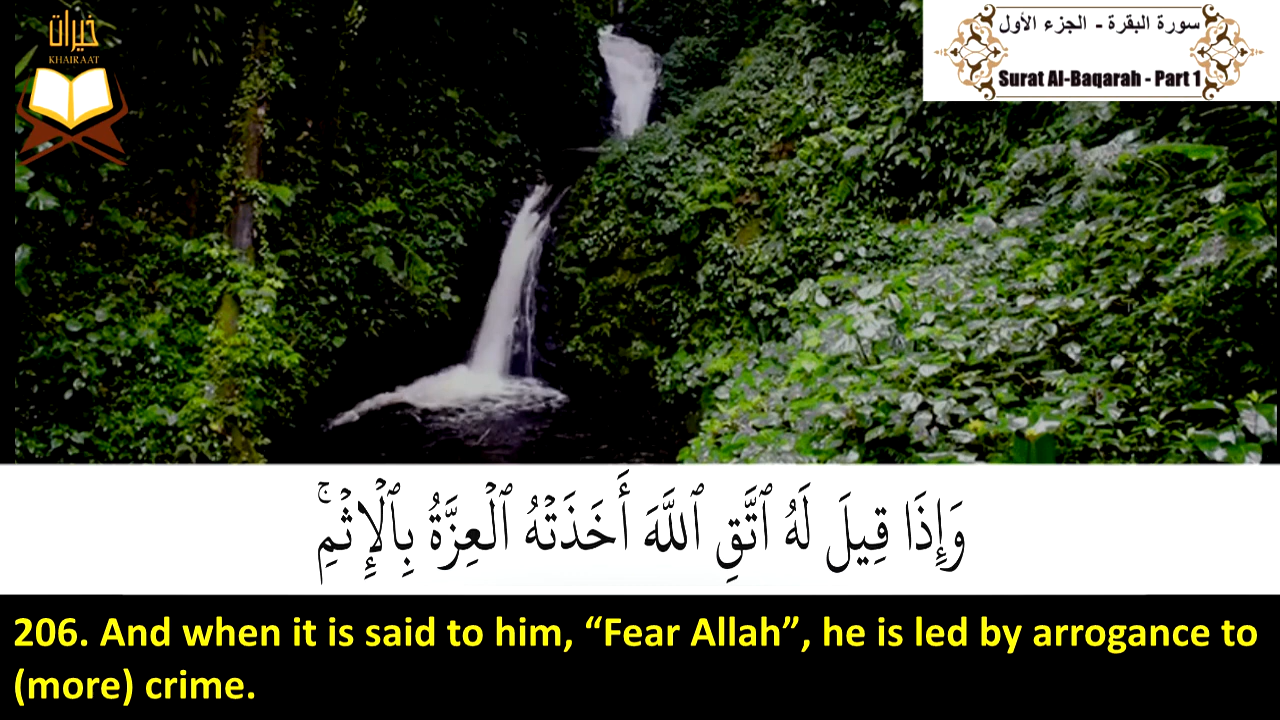 خيرات
KHAIRAAT
سورة البقرة - الجزء الأول
Surat Al-Baqarah - Part 1
وَإِذَا قِيلَ لَهُ ٱتَّقِ ٱللَّهَ أَخَذَتْهُ ٱلْعِزَّةُ بِٱلْإِثْمِ ۚ
206. And when it is said to him, “Fear Allah”, he is led by arrogance to
(more) crime.